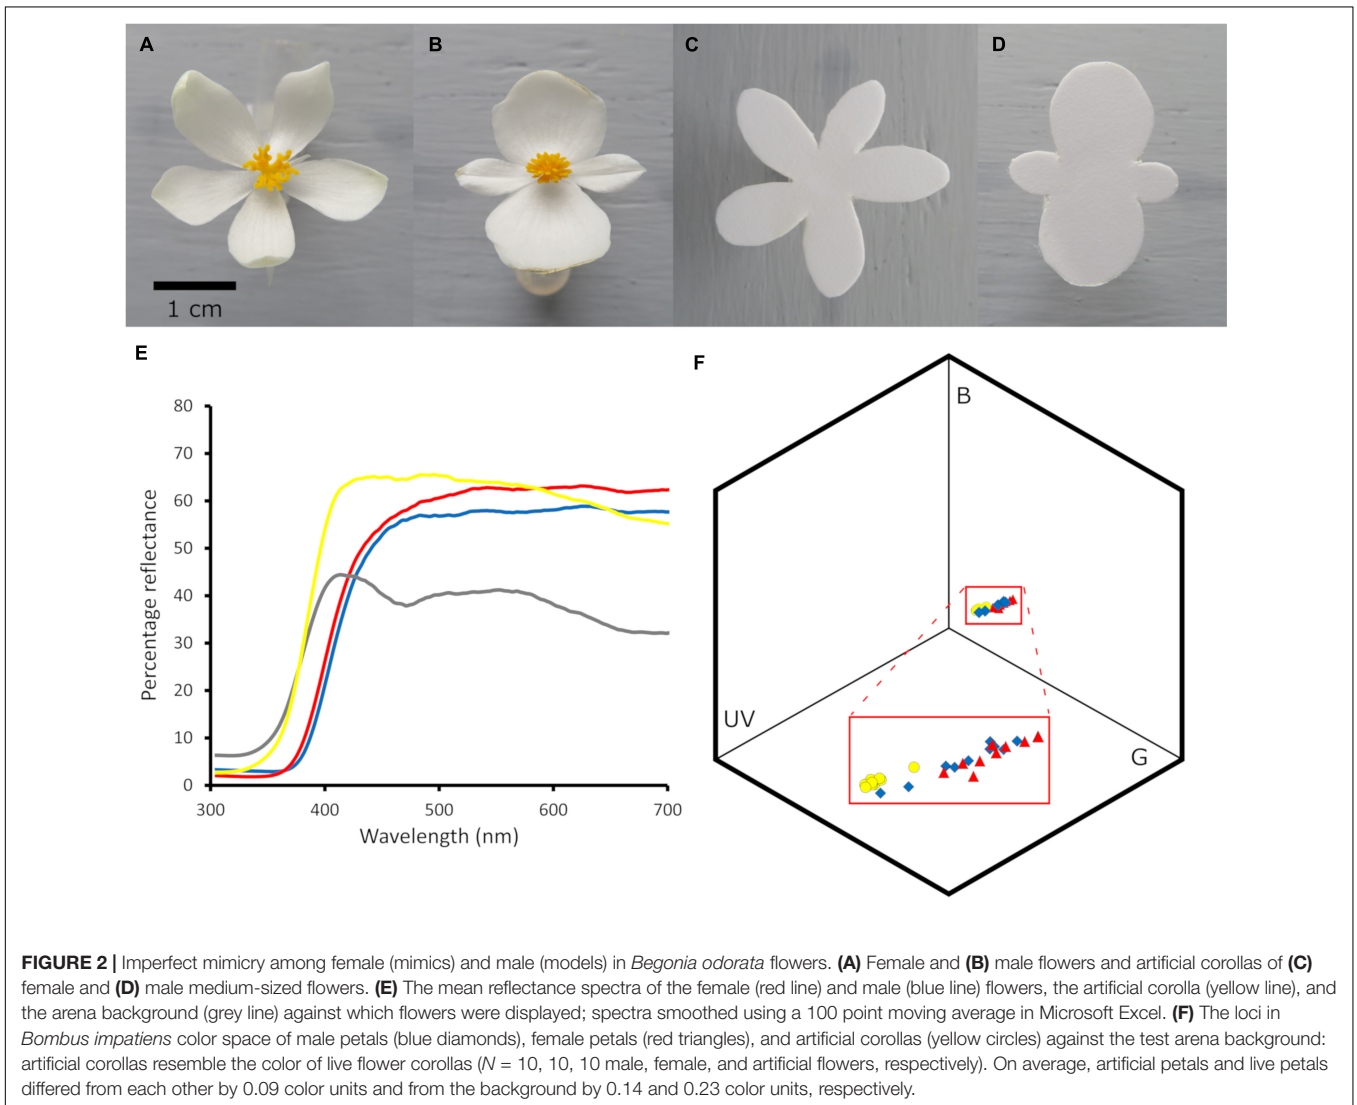 A
B
C
D
1 cm
E
F
80
70
60
50
40
30
20
10
0
Percentage reflectance
300
400
500
600
700
Wavelength (nm)
B
UV
G
FIGURE 2 | Imperfect mimicry among female (mimics) and male (models) in Begonia odorata flowers. (A) Female and (B) male flowers and artificial corollas of (C)
female and (D) male medium-sized flowers. (E) The mean reflectance spectra of the female (red line) and male (blue line) flowers, the artificial corolla (yellow line), and
the arena background (grey line) against which flowers were displayed; spectra smoothed using a 100 point moving average in Microsoft Excel. (F) The loci in
Bombus impatiens color space of male petals (blue diamonds), female petals (red triangles), and artificial corollas (yellow circles) against the test arena background:
artificial corollas resemble the color of live flower corollas (N = 10, 10, 10 male, female, and artificial flowers, respectively). On average, artificial petals and live petals
differed from each other by 0.09 color units and from the background by 0.14 and 0.23 color units, respectively.